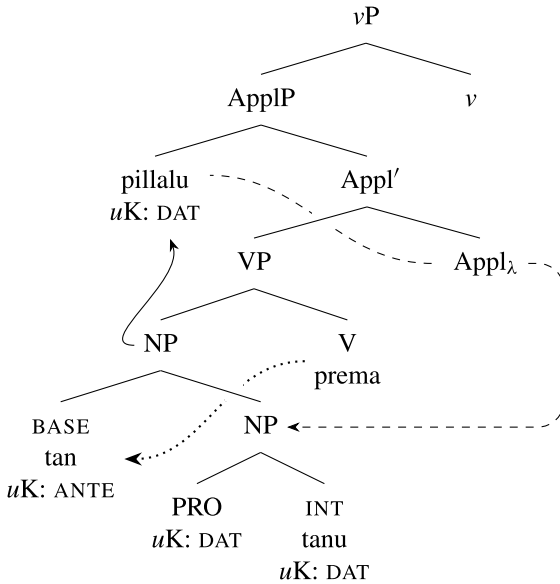 vP
ApplP v
pillalu Appl′
uK: DAT
VP Applλ
NP V
prema
BASE NP
tan
uK: ANTE
PRO INT
uK: DAT tanu
uK: DAT